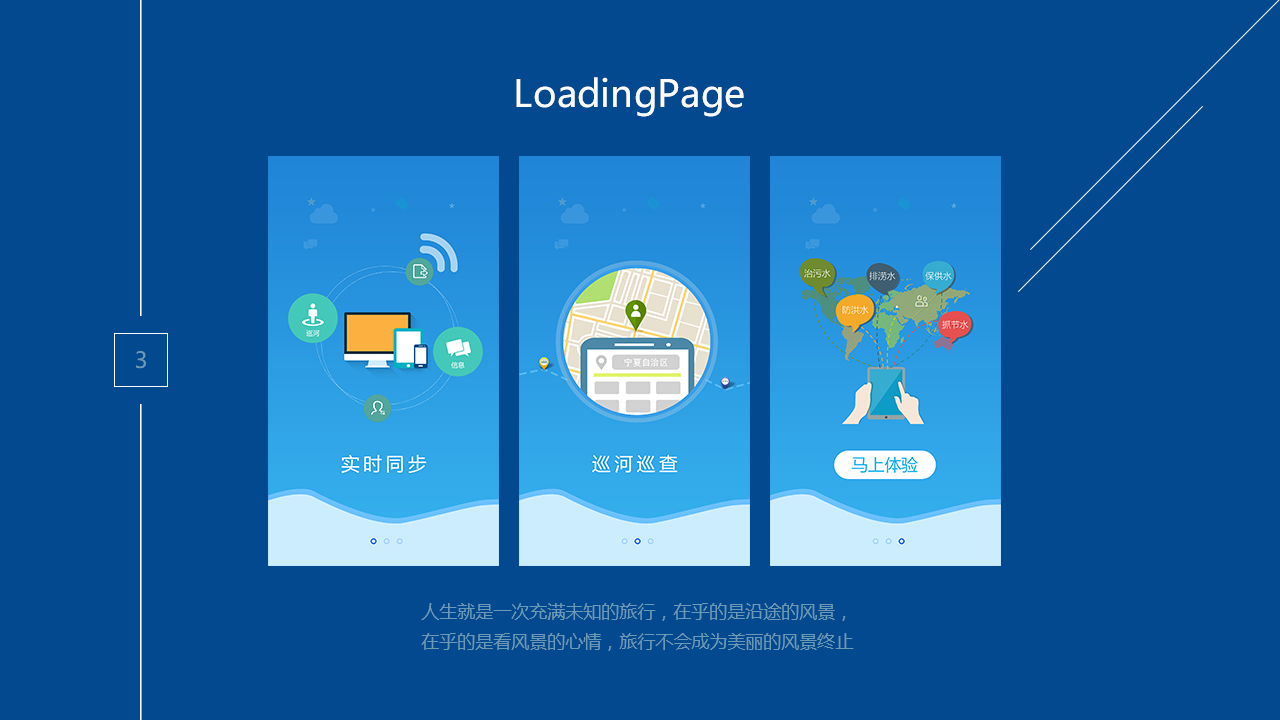 LoadingPage
巡河
信息
实时同步
宁夏自治区
巡河巡查
治污水
排涝水
保供水
防洪水
抓节水
马上体验
3
人生就是一次充满未知的旅行，在乎的是沿途的风景，
在乎的是看风景的心情，旅行不会成为美丽的风景终止